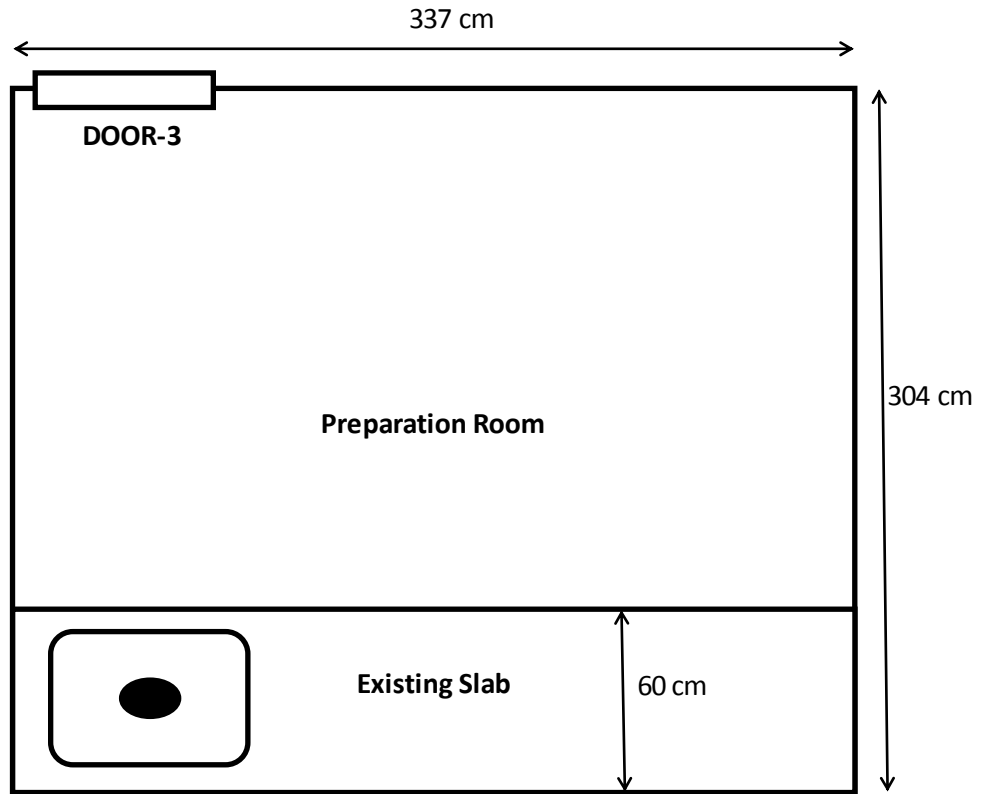 337 cm
DOOR-3
304 cm
Preparation Room
Existing Slab
60 cm